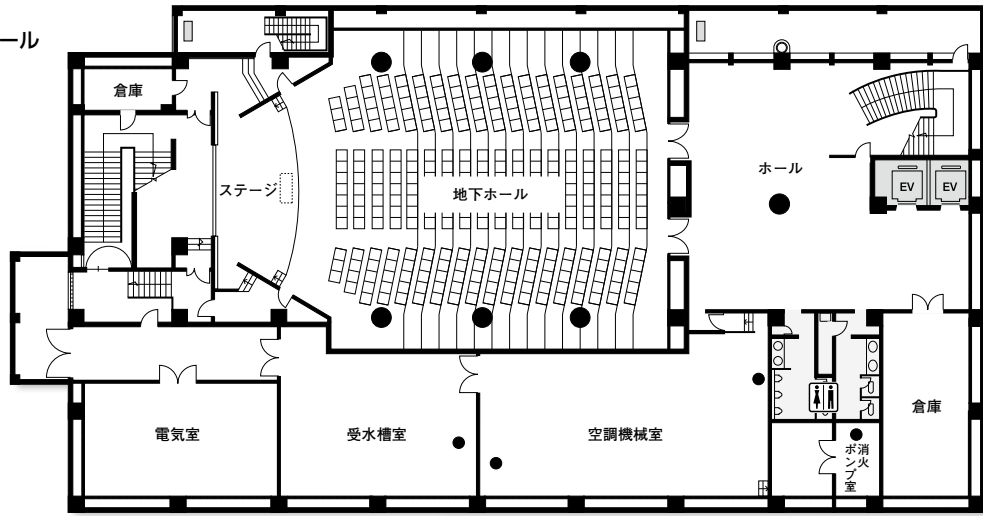 ール
倉庫
ステージ
地下ホール
ホール
EV
EV
電気室
受水槽室
空調機械室
消火
ポンプ室
倉庫